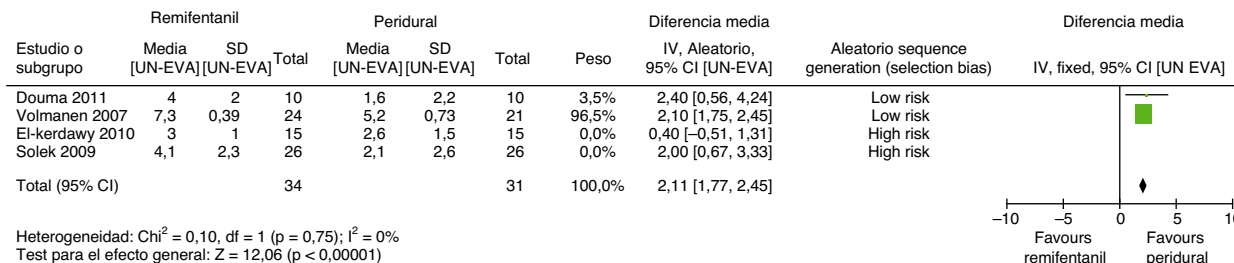 Remifentanil Peridural Diferencia media Diferencia media
Estudio o subgrupo Media [UN-EVA] SD [UN-EVA] Total Media [UN-EVA] SD [UN-EVA] Total Peso IV, Aleatorio, 95% CI [UN-EVA] Aleatorio sequence generation (selection bias) IV, fixed, 95% CI [UN EVA]
Douma 2011 4 2 10 1,6 2,2 10 3,5% 2,40 [0,56, 4,24] Low risk
Volmanen 2007 7,3 0,39 24 5,2 0,73 21 96,5% 2,10 [1,75, 2,45] Low risk
El-kerdawy 2010 3 1 15 2,6 1,5 15 0,0% 0,40 [–0,51, 1,31] High risk
Solek 2009 4,1 2,3 26 2,1 2,6 26 0,0% 2,00 [0,67, 3,33] High risk
Total (95% CI) 34 31 100,0% 2,11 [1,77, 2,45]
–10 –5 0 5 10
Heterogeneidad: Chi² = 0,10, df = 1 (p = 0,75); I² = 0%
Test para el efecto general: Z = 12,06 (p < 0,00001)
Favours remifentanil Favours peridural